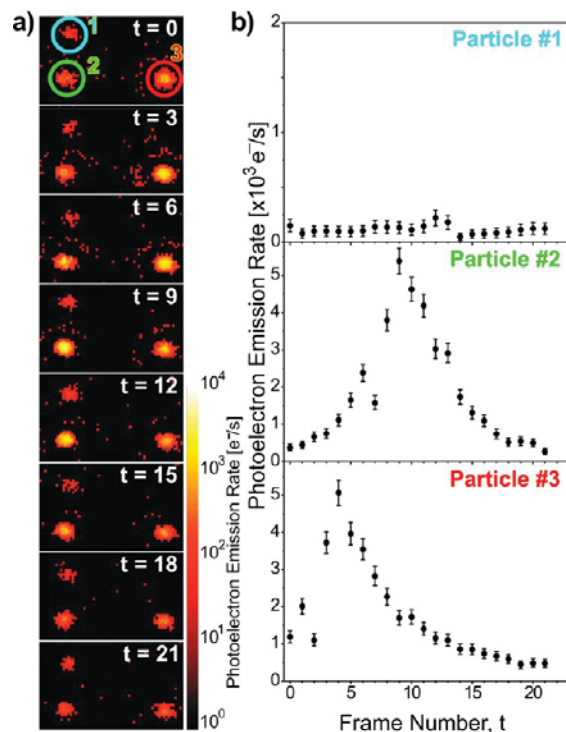 a)
1
2
3
t = 0
t = 3
t = 6
t = 9
t = 12
t = 15
t = 18
t = 21
10⁴
10³
10²
10¹
10⁰
Photoelectron Emission Rate [e⁻/s]
b)
Particle #1
Particle #2
Particle #3
2
1
0
5
4
3
2
1
0
5
4
3
2
1
0
Photoelectron Emission Rate [x10³ e⁻/s]
0 5 10 15 20
Frame Number, t